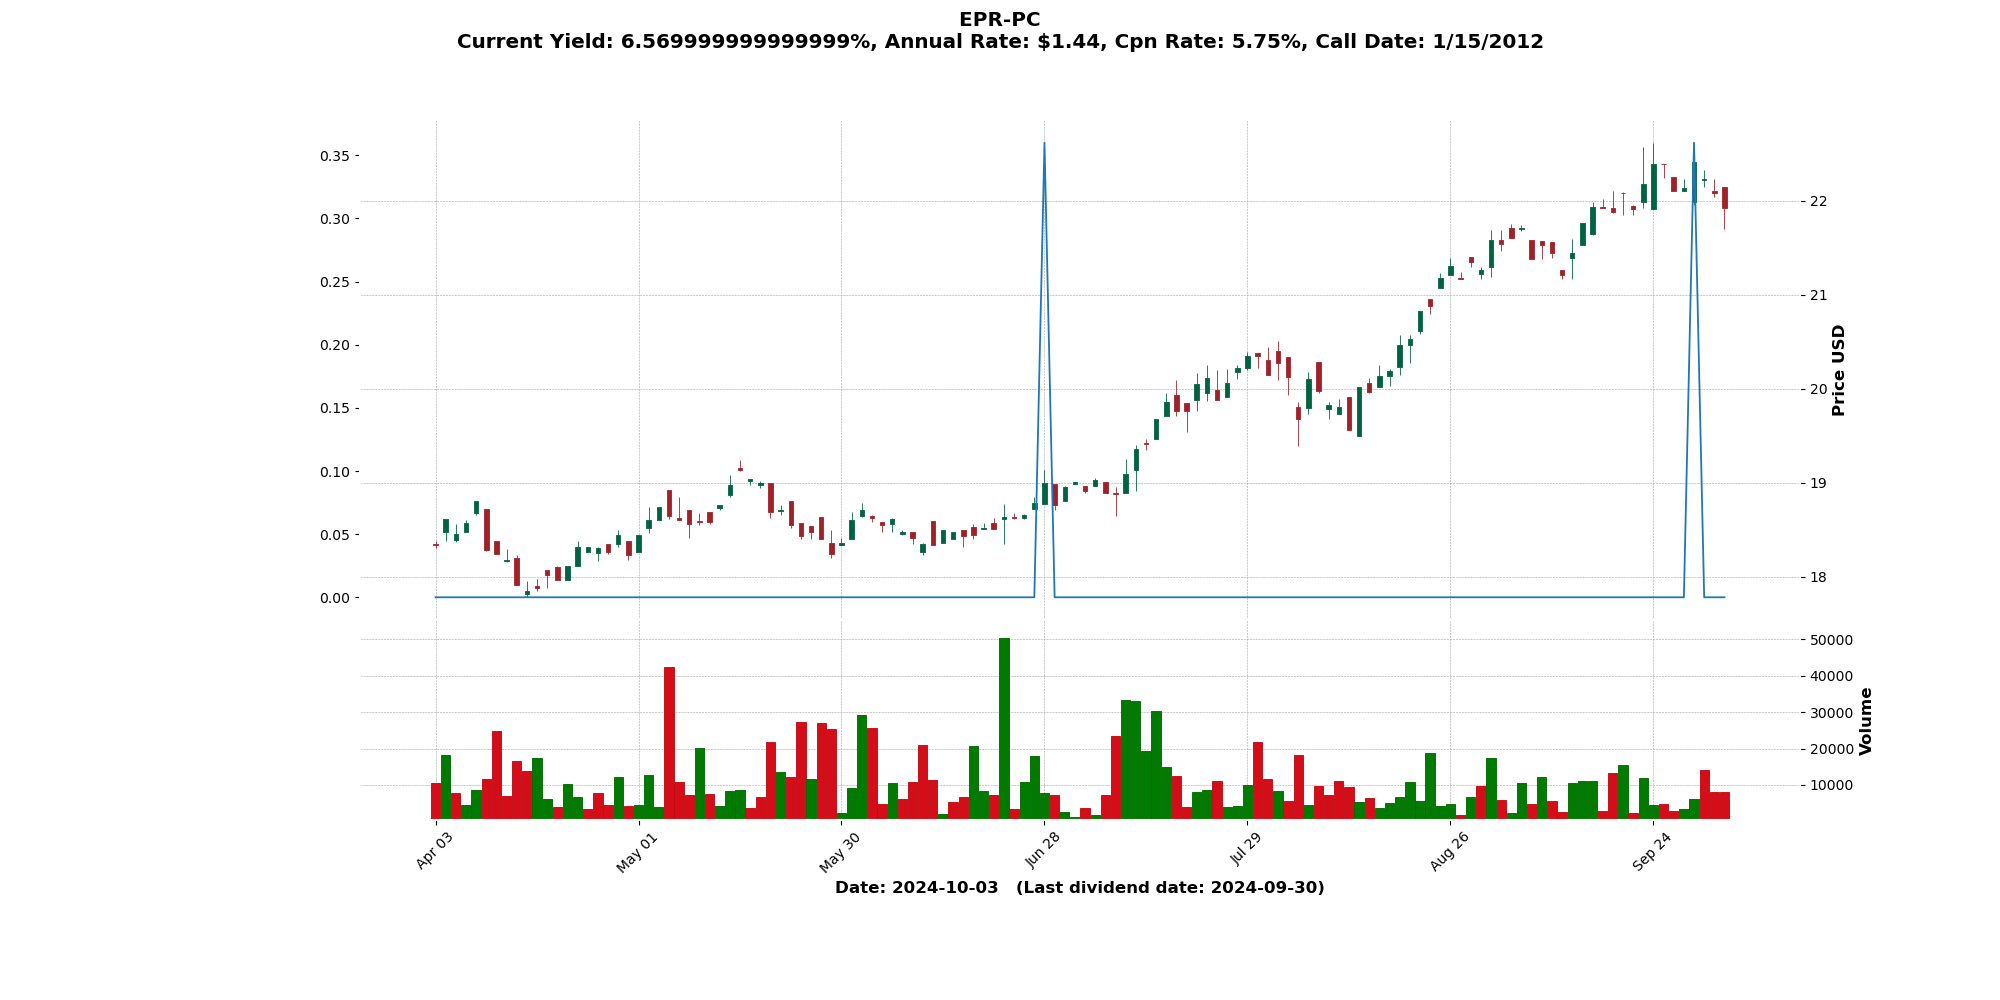 EPR-PC
Current Yield: 6.569999999999999%, Annual Rate: $1.44, Cpn Rate: 5.75%, Call Date: 1/15/2012
0.35
0.30
0.25
0.20
0.15
0.10
0.05
0.00
22
21
20
19
18
Price USD
50000
40000
30000
20000
10000
Volume
Apr 03
May 01
May 30
Jun 28
Jul 29
Aug 26
Sep 24
Date: 2024-10-03 (Last dividend date: 2024-09-30)